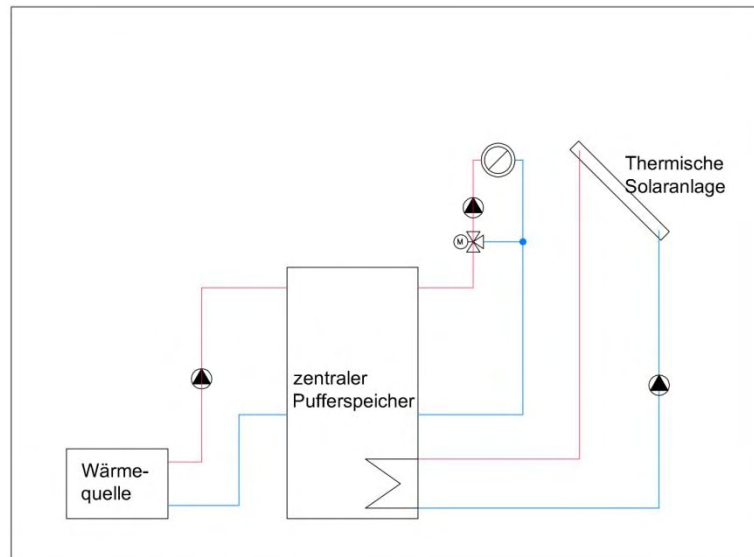 Thermische
Solaranlage
M
zentraler
Pufferspeicher
Wärme-
quelle